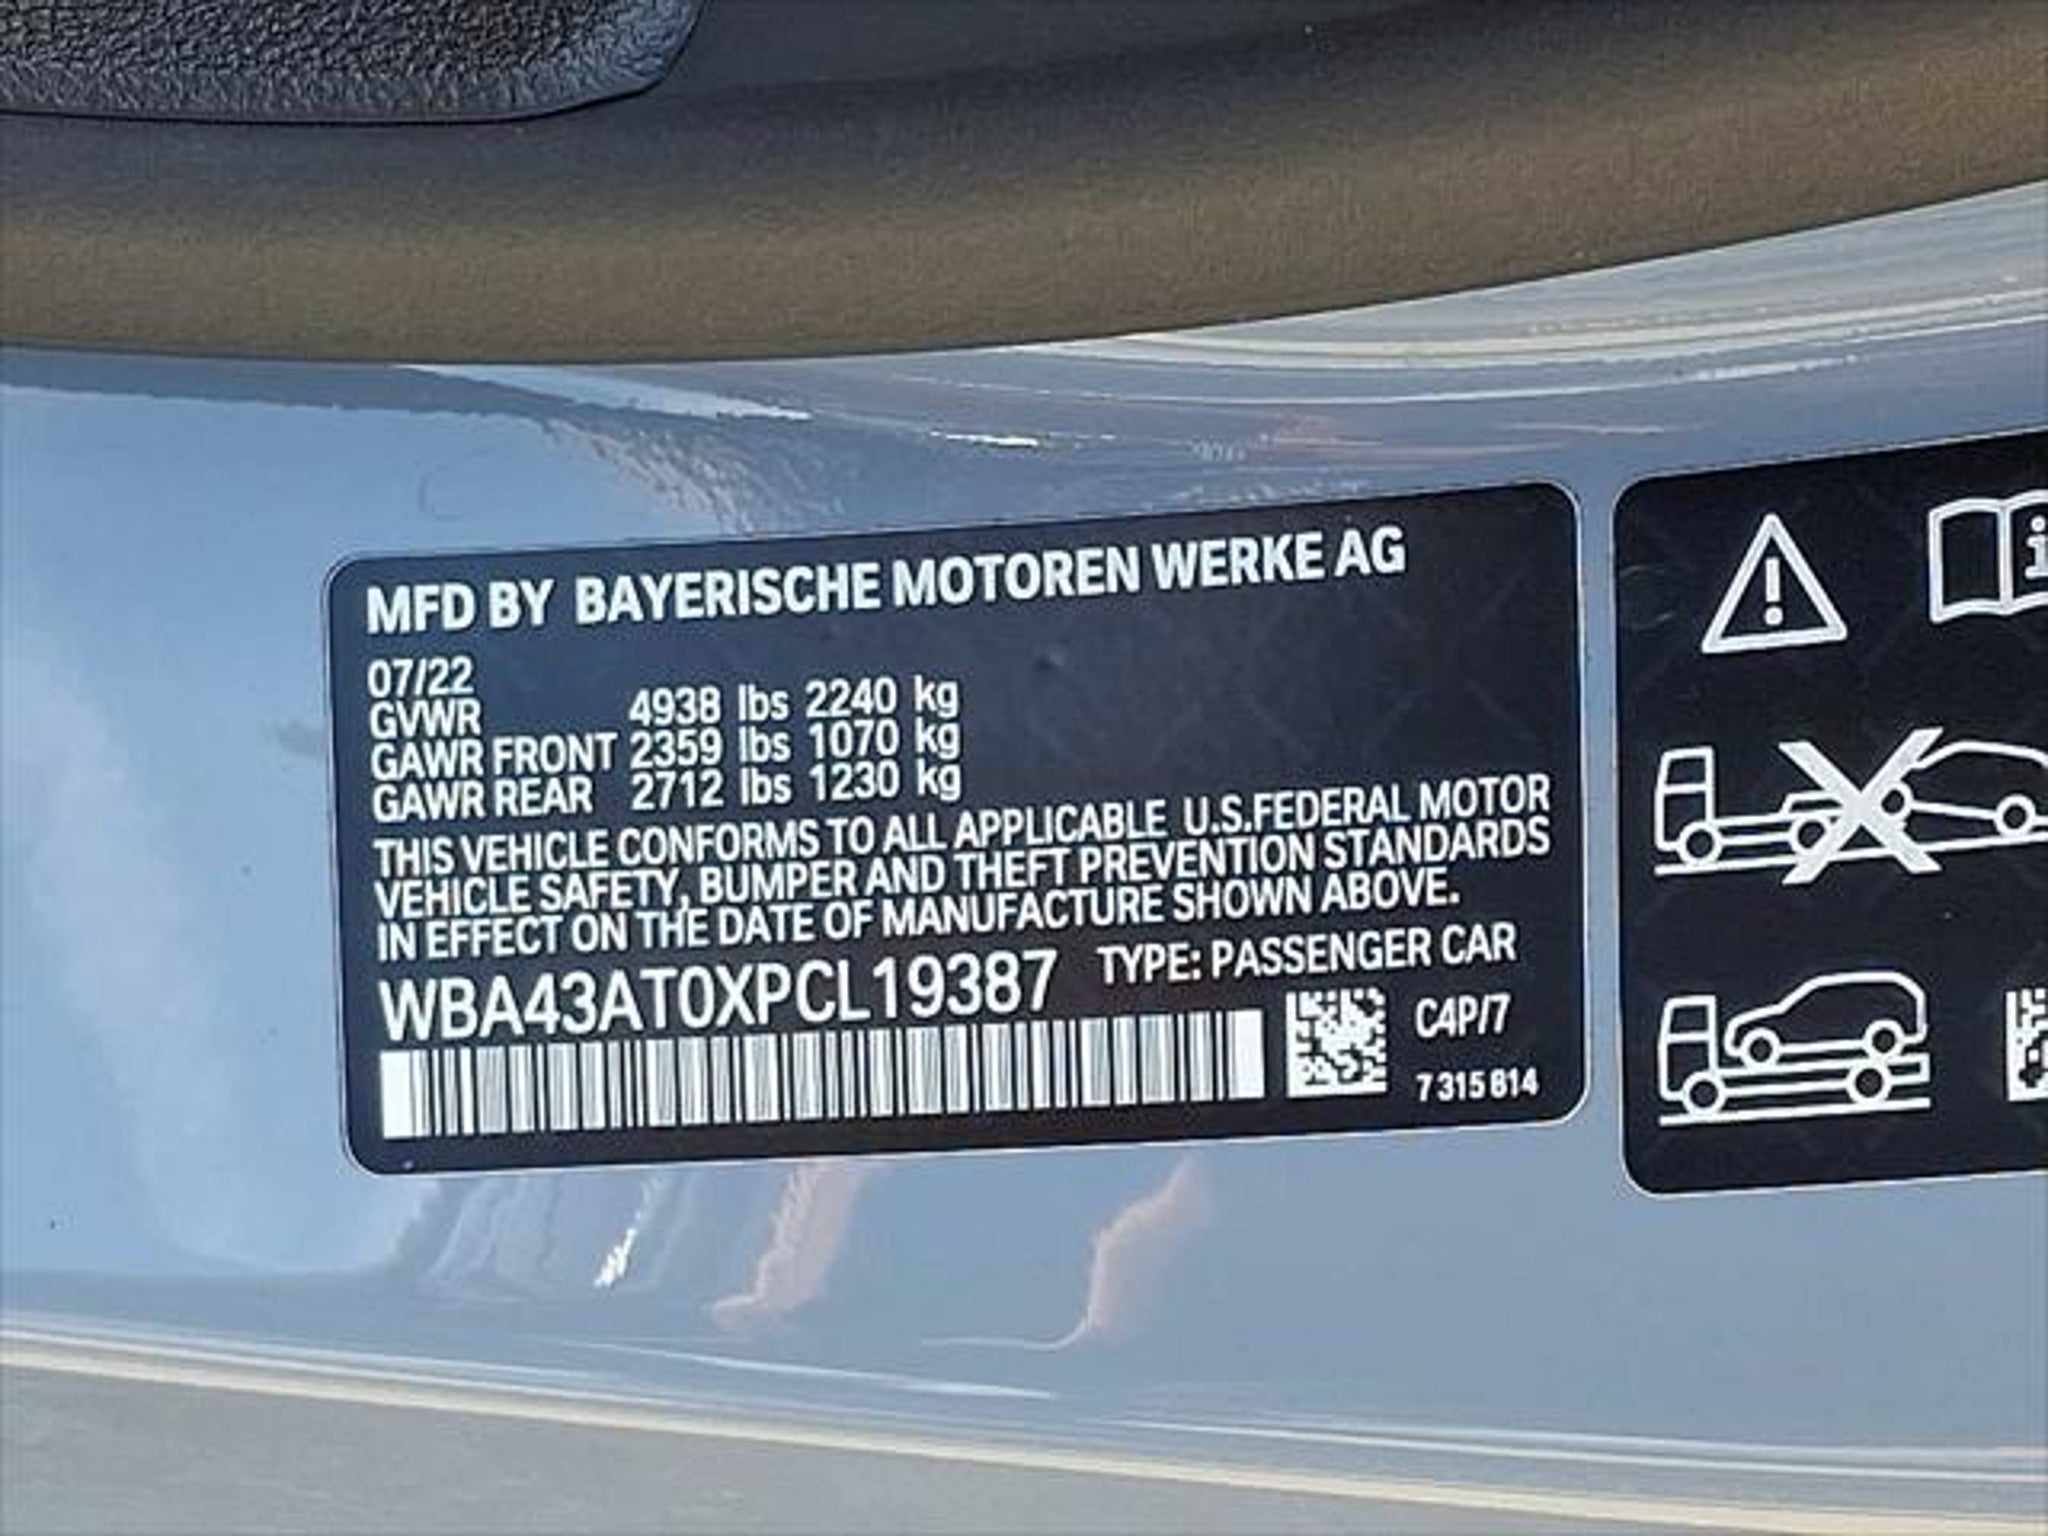 MFD BY BAYERISCHE MOTOREN WERKE AG
07/22
GVWR 4938 lbs 2240 kg
GAWR FRONT 2359 lbs 1070 kg
GAWR REAR 2712 lbs 1230 kg
THIS VEHICLE CONFORMS TO ALL APPLICABLE U.S.FEDERAL MOTOR
VEHICLE SAFETY, BUMPER AND THEFT PREVENTION STANDARDS
IN EFFECT ON THE DATE OF MANUFACTURE SHOWN ABOVE.
WBA43AT0XPCL19387 TYPE: PASSENGER CAR
C4P/7
7 315 814